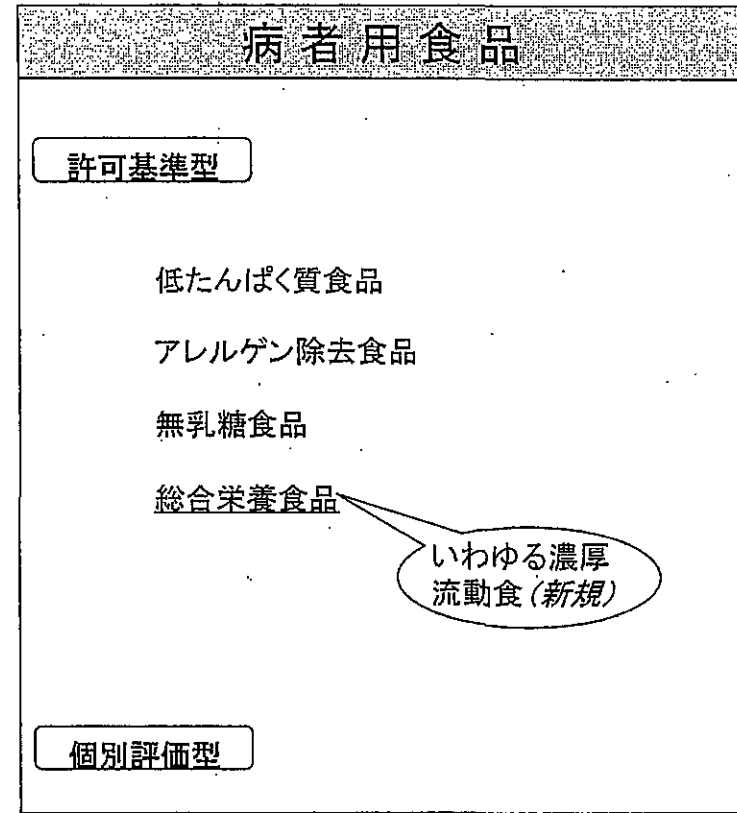 病者用食品
許可基準型
低たんぱく質食品
アレルゲン除去食品
無乳糖食品
総合栄養食品
いわゆる濃厚
流動食(新規)
個別評価型